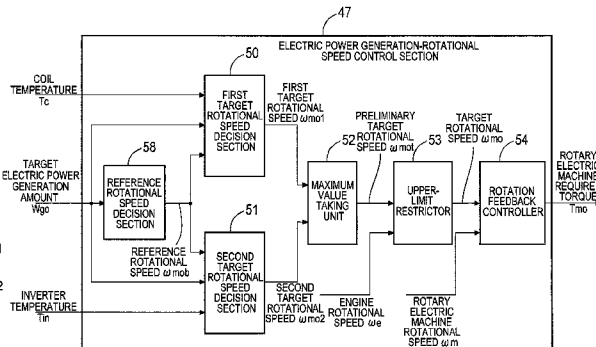 47
ELECTRIC POWER GENERATION-ROTATIONAL
SPEED CONTROL SECTION
COIL
TEMPERATURE
Tc
50
FIRST
TARGET
ROTATIONAL
SPEED
DECISION
SECTION
FIRST
TARGET
ROTATIONAL
SPEED ωmo1
TARGET
ELECTRIC POWER
GENERATION
AMOUNT
Wgo
58
REFERENCE
ROTATIONAL
SPEED DECISION
SECTION
REFERENCE
ROTATIONAL
SPEED ωmob
51
SECOND
TARGET
ROTATIONAL
SPEED
DECISION
SECTION
SECOND
TARGET
ROTATIONAL
SPEED ωmo2
INVERTER
TEMPERATURE
Tin
52
MAXIMUM
VALUE
TAKING
UNIT
PRELIMINARY
TARGET
ROTATIONAL
SPEED ωmot
53
UPPER-
LIMIT
RESTRICTOR
ENGINE
ROTATIONAL
SPEED ωe
TARGET
ROTATIONAL
SPEED ωmo
54
ROTATION
FEEDBACK
CONTROLLER
ROTARY
ELECTRIC
MACHINE
ROTATIONAL
SPEED ωm
ROTARY
ELECTRIC
MACHINE
REQUIRE
TORQUE
Tmo